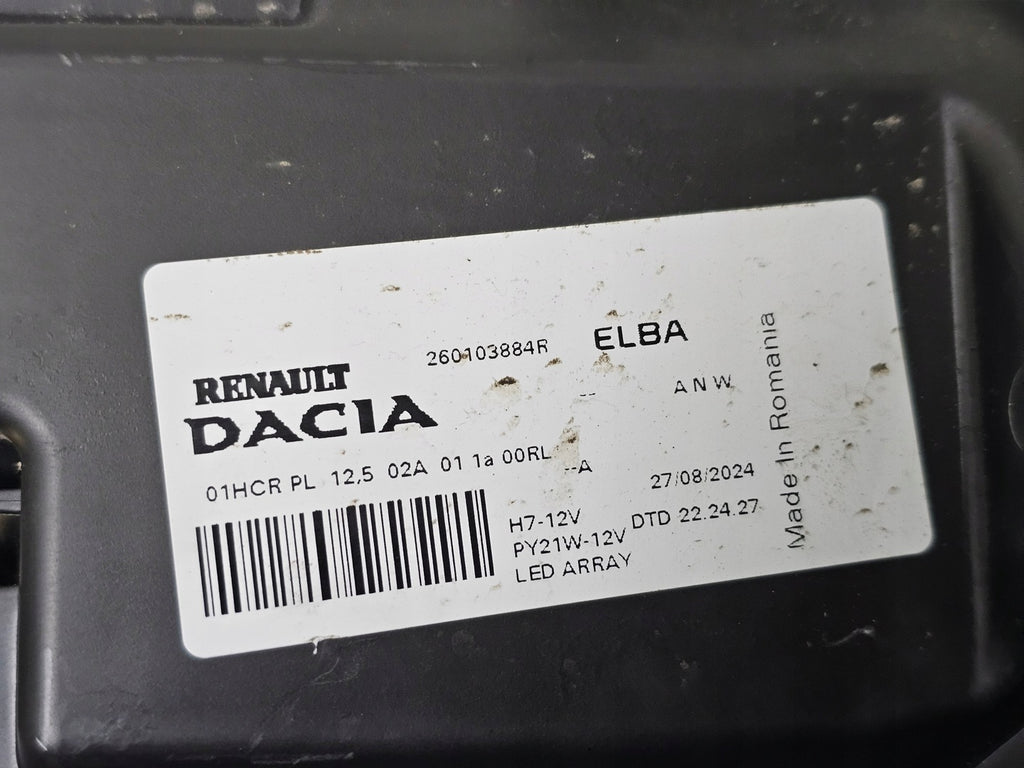 260103884R ELBA
RENAULT
DACIA
-- ANW
01HCR PL 12,5 02A 01 1a 00RL --A
27/08/2024
H7-12V DTD 22.24.27
PY21W-12V
LED ARRAY
Made In Romania